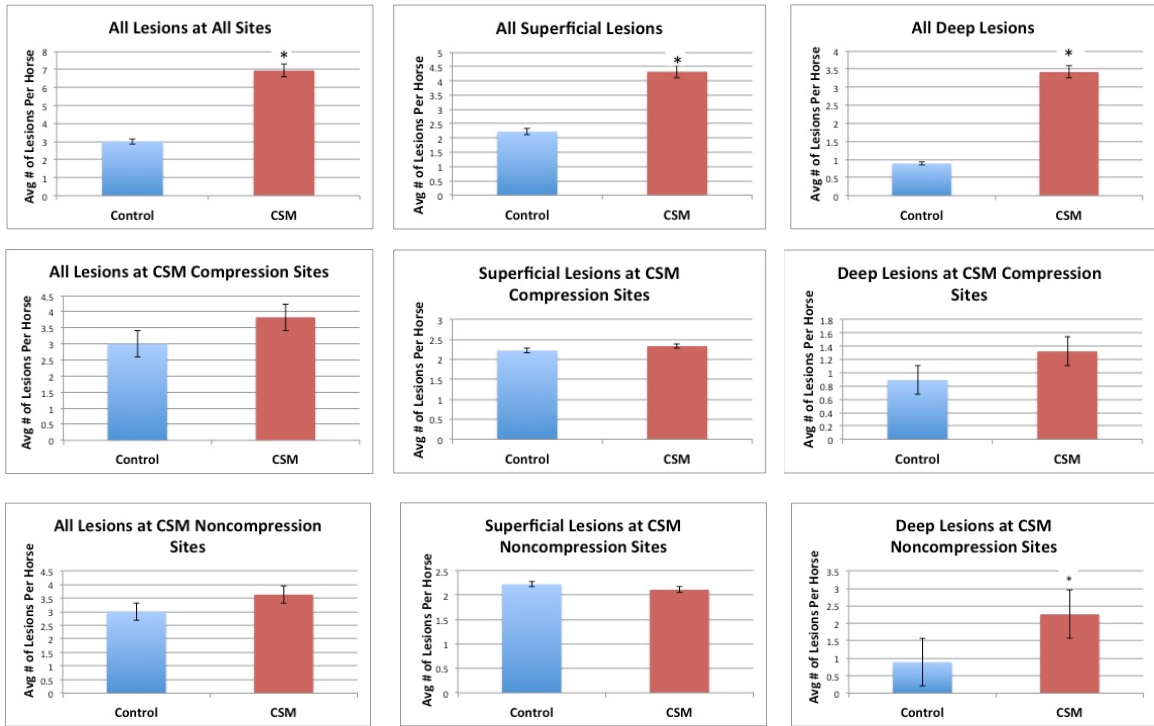 All Lesions at All Sites
Avg # of Lesions Per Horse
8
7
6
5
4
3
2
1
0
*
Control
CSM
All Superficial Lesions
Avg # of Lesions Per Horse
5
4.5
4
3.5
3
2.5
2
1.5
1
0.5
0
*
Control
CSM
All Deep Lesions
Avg # of Lesions Per Horse
4
3.5
3
2.5
2
1.5
1
0.5
0
*
Control
CSM
All Lesions at CSM Compression Sites
Avg # of Lesions Per Horse
4.5
4
3.5
3
2.5
2
1.5
1
0.5
0
Control
CSM
Superficial Lesions at CSM
Compression Sites
Avg # of Lesions Per Horse
3
2.5
2
1.5
1
0.5
0
Control
CSM
Deep Lesions at CSM Compression
Sites
Avg # of Lesions Per Horse
1.8
1.6
1.4
1.2
1
0.8
0.6
0.4
0.2
0
Control
CSM
All Lesions at CSM Noncompression
Sites
Avg # of Lesions Per Horse
4.5
4
3.5
3
2.5
2
1.5
1
0.5
0
Control
CSM
Superficial Lesions at CSM
Noncompression Sites
Avg # of Lesions Per Horse
2.5
2
1.5
1
0.5
0
Control
CSM
Deep Lesions at CSM
Noncompression Sites
Avg # of Lesions Per Horse
3.5
3
2.5
2
1.5
1
0.5
0
*
Control
CSM